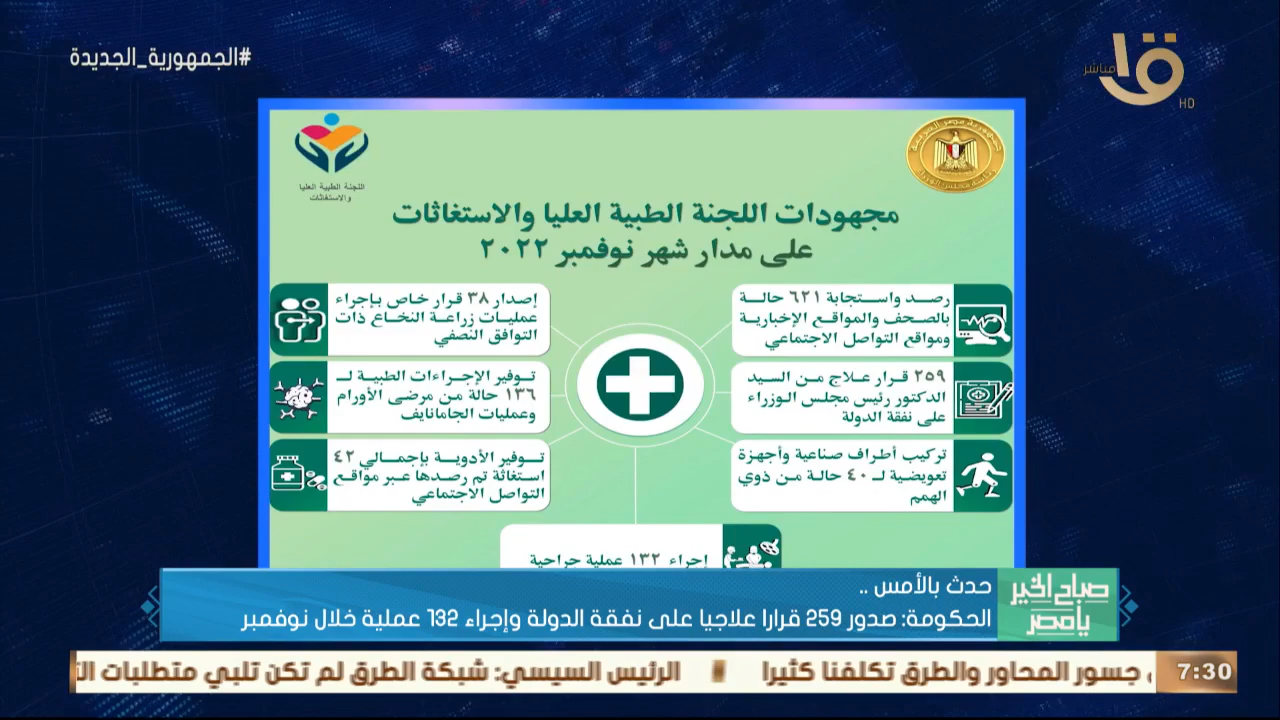 #الجمهورية_الجديدة
مباشر
HD
اللجنة الطبية العليا
والاستغاثات
مجهودات اللجنة الطبية العليا والاستغاثات
على مدار شهر نوفمبر ٢٠٢٢
رصد واستجابة ٦٢١ حالة
بالصحف والمواقع الإخبارية
ومواقع التواصل الاجتماعي
٢٥٩ قرار علاج من السيد
الدكتور رئيس مجلس الوزراء
على نفقة الدولة
تركيب أطراف صناعية وأجهزة
تعويضية لـ ٤٠ حالة من ذوي
الهمم
إصدار ٣٨ قرار خاص بإجراء
عمليات زراعة النخاع ذات
التوافق النصفي
توفير الإجراءات الطبية لـ
١٣٦ حالة من مرضى الأورام
وعمليات الجامانايف
توفير الأدوية بإجمالي ٤٢
استغاثة تم رصدها عبر مواقع
التواصل الاجتماعي
إجراء ١٣٢ عملية جراحية
صباح الخير
يا مصر
حدث بالأمس ..
الحكومة: صدور 259 قرارا علاجيا على نفقة الدولة وإجراء 132 عملية خلال نوفمبر
جسور المحاور والطرق تكلفنا كثيرا
الرئيس السيسي: شبكة الطرق لم تكن تلبي متطلبات
7:30